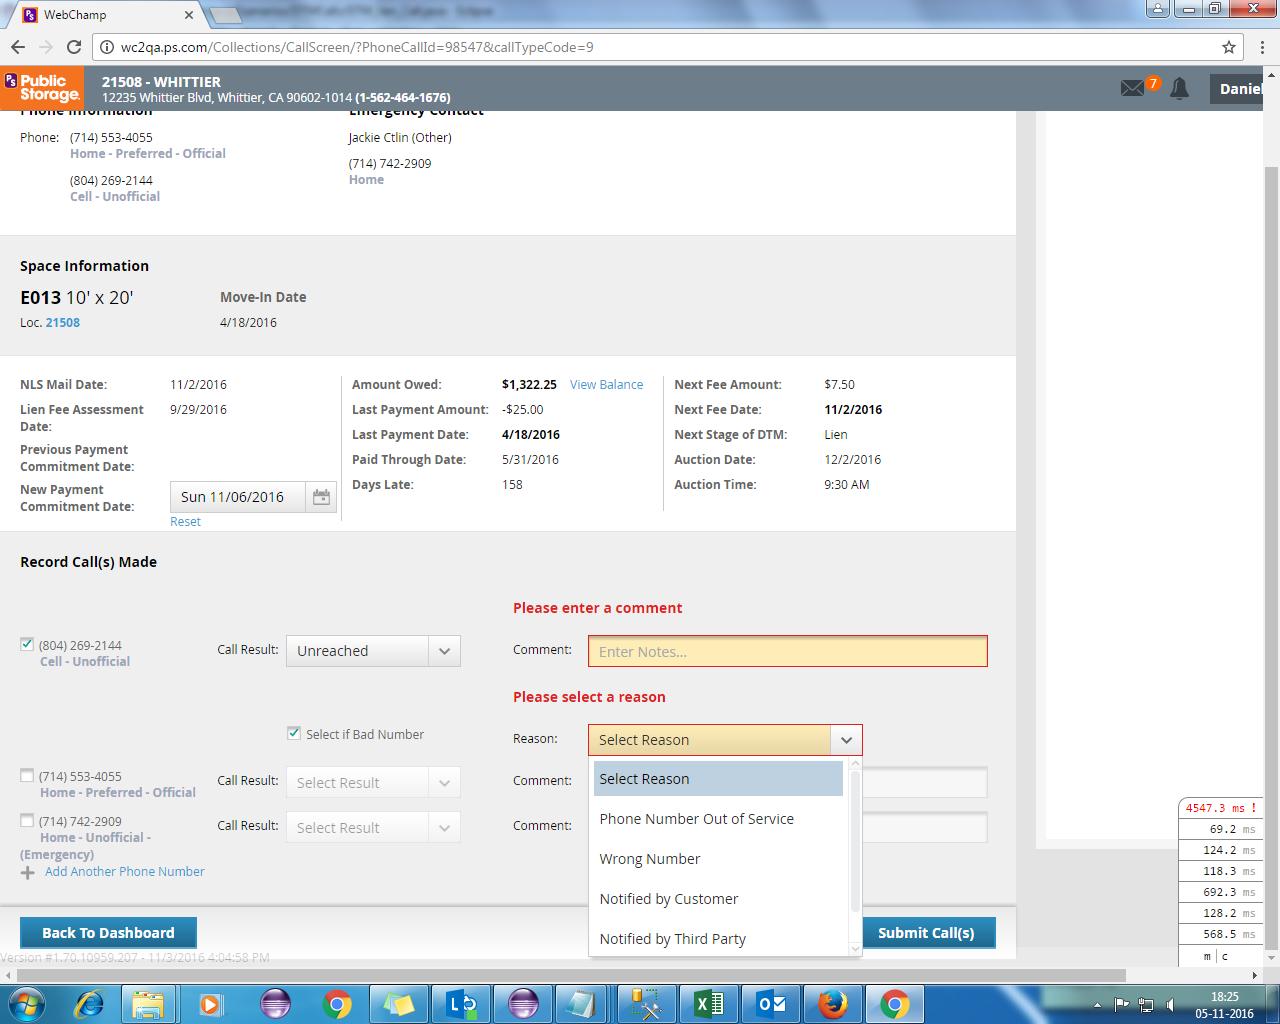 WebChamp
wc2qa.ps.com/Collections/CallScreen/?PhoneCallId=98547&callTypeCode=9
PS Public Storage.
21508 - WHITTIER
12235 Whittier Blvd, Whittier, CA 90602-1014 (1-562-464-1676)
7
Daniel
Phone Information
Emergency Contact
Phone: (714) 553-4055
Home - Preferred - Official
(804) 269-2144
Cell - Unofficial
Jackie Ctlin (Other)
(714) 742-2909
Home
Space Information
E013 10' x 20'
Loc. 21508
Move-In Date
4/18/2016
NLS Mail Date: 11/2/2016
Lien Fee Assessment Date: 9/29/2016
Previous Payment
Commitment Date:
New Payment
Commitment Date: Sun 11/06/2016
Reset
Amount Owed: $1,322.25 View Balance
Last Payment Amount: -$25.00
Last Payment Date: 4/18/2016
Paid Through Date: 5/31/2016
Days Late: 158
Next Fee Amount: $7.50
Next Fee Date: 11/2/2016
Next Stage of DTM: Lien
Auction Date: 12/2/2016
Auction Time: 9:30 AM
Record Call(s) Made
Please enter a comment
(804) 269-2144 Call Result: Unreached Comment: Enter Notes...
Cell - Unofficial
Please select a reason
Select if Bad Number Reason: Select Reason
Select Reason
Phone Number Out of Service
Wrong Number
Notified by Customer
Notified by Third Party
(714) 553-4055 Call Result: Select Result Comment:
Home - Preferred - Official
(714) 742-2909 Call Result: Select Result Comment:
Home - Unofficial -
(Emergency)
Add Another Phone Number
Back To Dashboard
Submit Call(s)
Version #1.70.10959.207 - 11/3/2016 4:04:58 PM
4547.3 ms !
69.2 ms
124.2 ms
118.3 ms
692.3 ms
128.2 ms
568.5 ms
m | c
18:25
05-11-2016